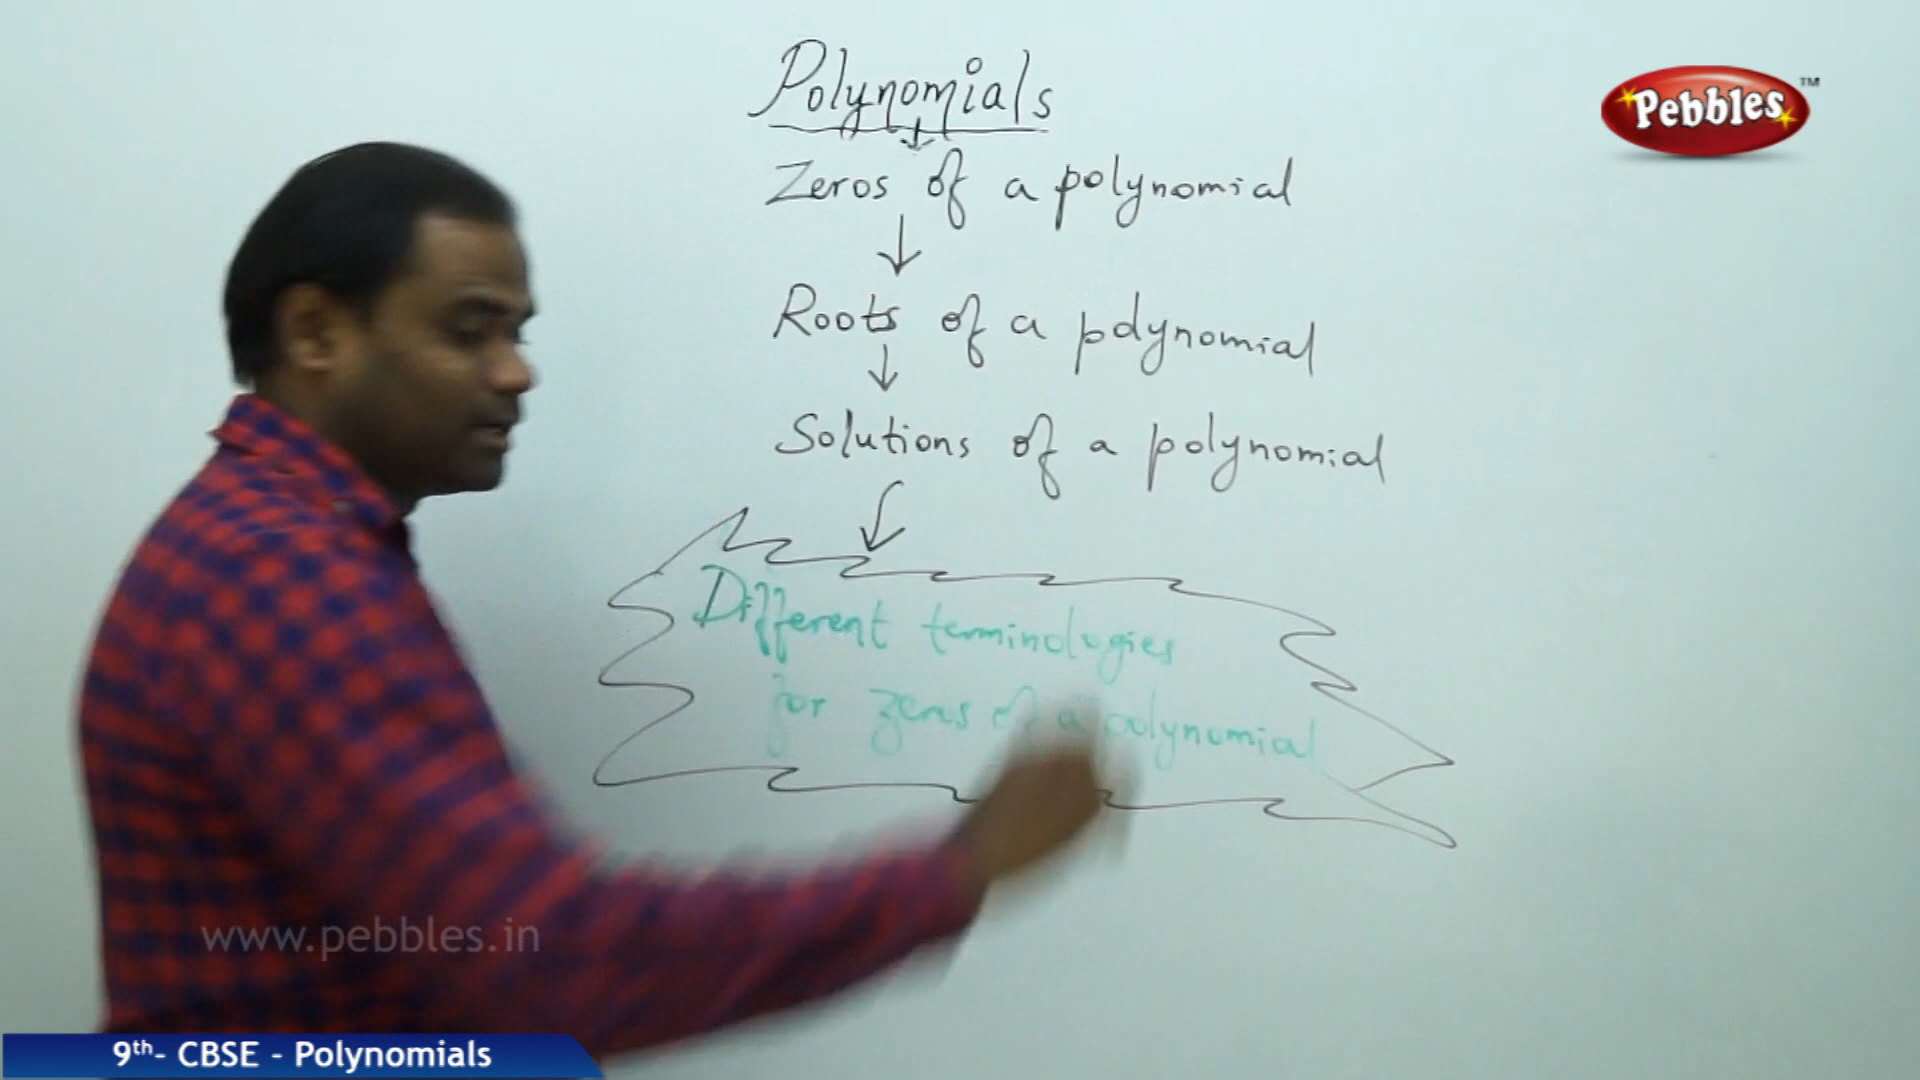 Polynomials
Pebbles™
Zeros of a polynomial
Roots of a polynomial
Solutions of a polynomial
Different terminologies
for zeros of a polynomial
www.pebbles.in
9th- CBSE - Polynomials